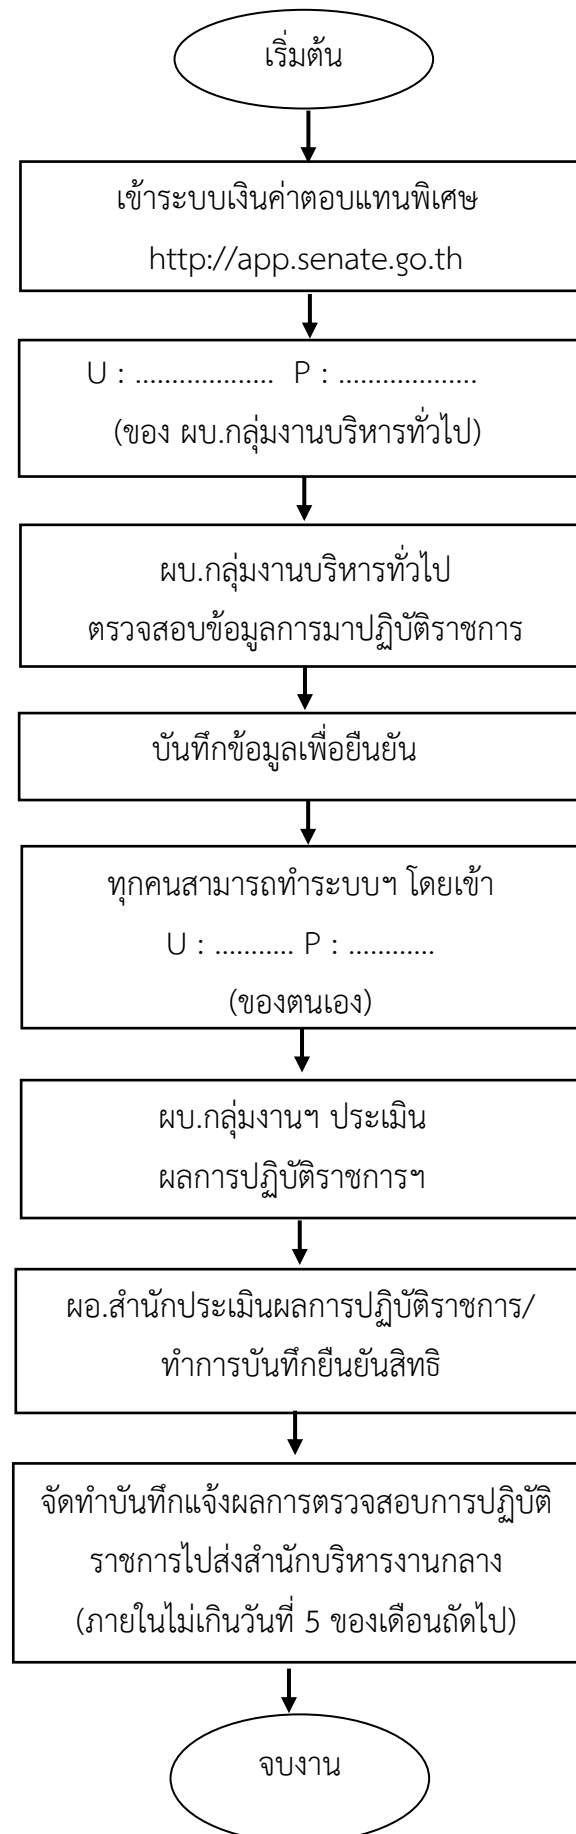 เริ่มต้น
เข้าระบบเงินค่าตอบแทนพิเศษ
http://app.senate.go.th
U : ................... P : ...................
(ของ ผบ.กลุ่มงานบริหารทั่วไป)
ผบ.กลุ่มงานบริหารทั่วไป
ตรวจสอบข้อมูลการมาปฏิบัติราชการ
บันทึกข้อมูลเพื่อยืนยัน
ทุกคนสามารถทำระบบฯ โดยเข้า
U : ........... P : ............
(ของตนเอง)
ผบ.กลุ่มงานฯ ประเมิน
ผลการปฏิบัติราชการฯ
ผอ.สำนักประเมินผลการปฏิบัติราชการ/
ทำการบันทึกยืนยันสิทธิ
จัดทำบันทึกแจ้งผลการตรวจสอบการปฏิบัติ
ราชการไปส่งสำนักบริหารงานกลาง
(ภายในไม่เกินวันที่ 5 ของเดือนถัดไป)
จบงาน